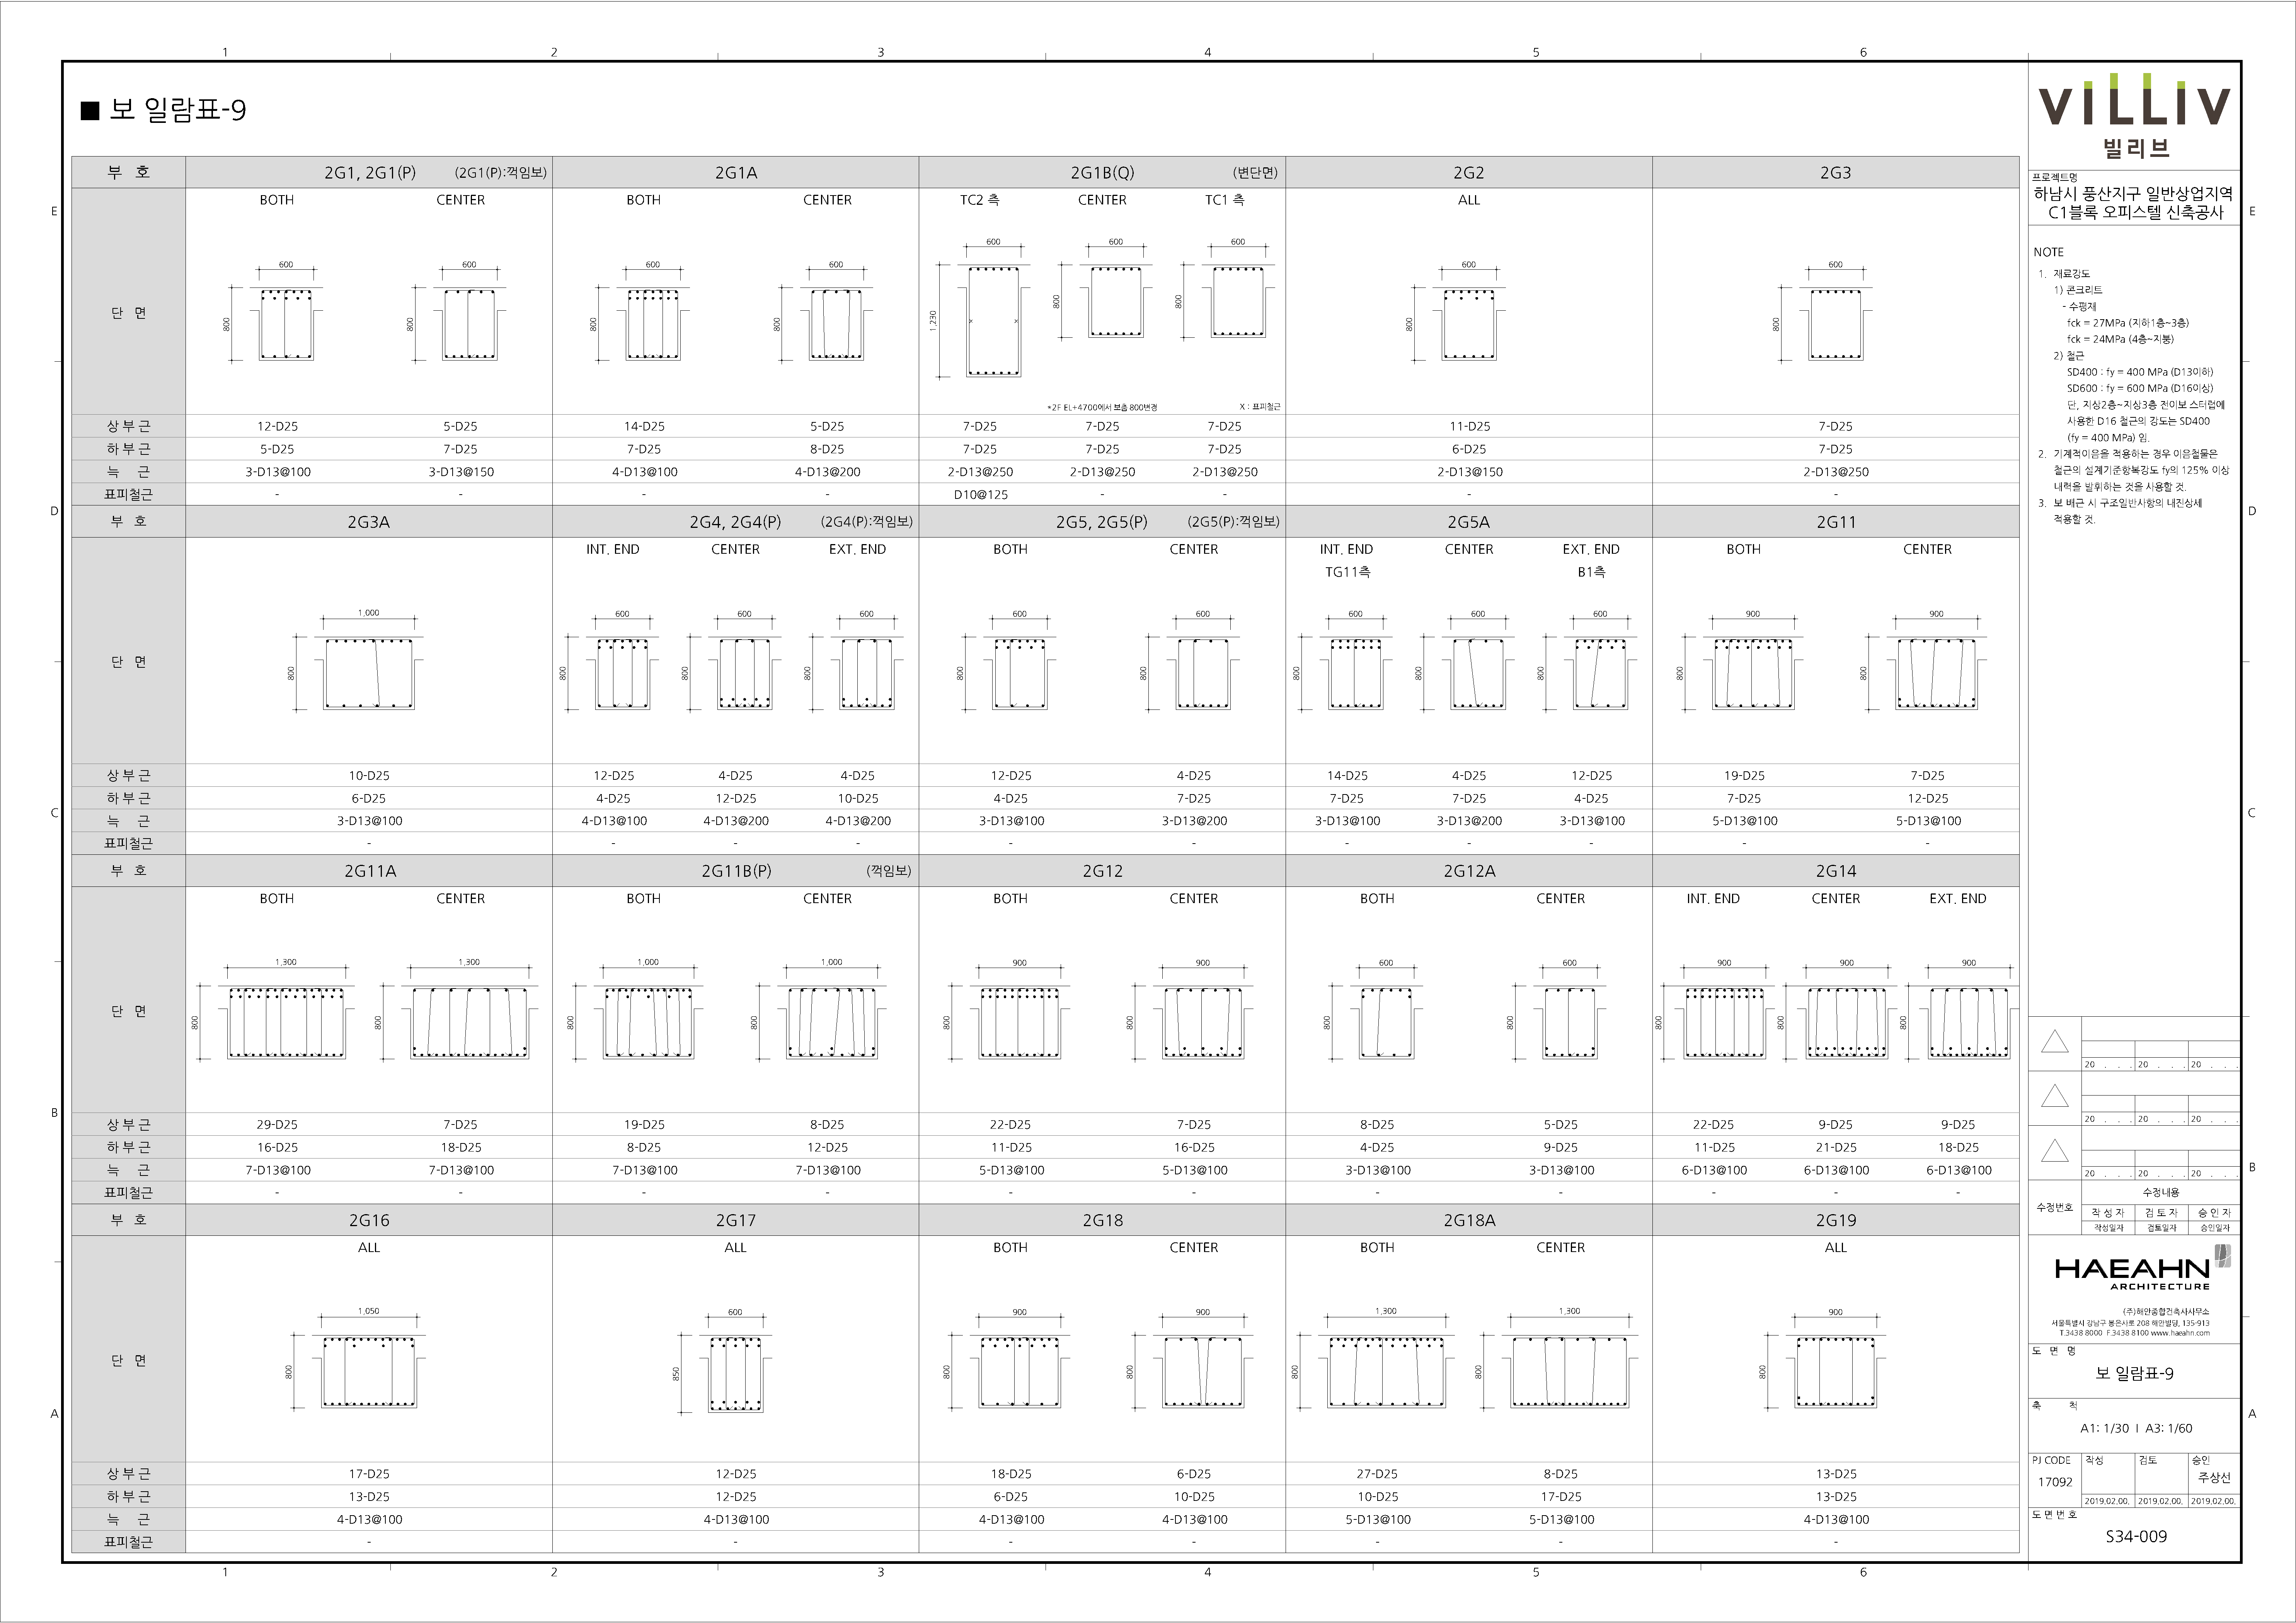 1 2 3 4 5 6
■ 보 일람표-9
부 호 2G1, 2G1(P) (2G1(P):꺽임보) 2G1A 2G1B(Q) (변단면) 2G2 2G3
BOTH CENTER BOTH CENTER TC2 측 CENTER TC1 측 ALL
단 면
600 600 600 600 600 600 600 600 600
800 800 800 800 1,230 800 800 800 800
*2F EL+4700에서 보춤 800변경 X : 표피철근
상 부 근 12-D25 5-D25 14-D25 5-D25 7-D25 7-D25 7-D25 11-D25 7-D25
하 부 근 5-D25 7-D25 7-D25 8-D25 7-D25 7-D25 7-D25 6-D25 7-D25
늑 근 3-D13@100 3-D13@150 4-D13@100 4-D13@200 2-D13@250 2-D13@250 2-D13@250 2-D13@150 2-D13@250
표피철근 - - - - D10@125 - - - -
부 호 2G3A 2G4, 2G4(P) (2G4(P):꺽임보) 2G5, 2G5(P) (2G5(P):꺽임보) 2G5A 2G11
INT. END CENTER EXT. END BOTH CENTER INT. END CENTER EXT. END BOTH CENTER
TG11측 B1측
단 면
1,000 600 600 600 600 600 600 600 600 900 900
800 800 800 800 800 800 800 800 800 800 800
상 부 근 10-D25 12-D25 4-D25 4-D25 12-D25 4-D25 14-D25 4-D25 12-D25 19-D25 7-D25
하 부 근 6-D25 4-D25 12-D25 10-D25 4-D25 7-D25 7-D25 7-D25 4-D25 7-D25 12-D25
늑 근 3-D13@100 4-D13@100 4-D13@200 4-D13@200 3-D13@100 3-D13@200 3-D13@100 3-D13@200 3-D13@100 5-D13@100 5-D13@100
표피철근 - - - - - - - - - - -
부 호 2G11A 2G11B(P) (꺽임보) 2G12 2G12A 2G14
BOTH CENTER BOTH CENTER BOTH CENTER BOTH CENTER INT. END CENTER EXT. END
단 면
1,300 1,300 1,000 1,000 900 900 600 600 900 900 900
800 800 800 800 800 800 800 800 800 800 800
상 부 근 29-D25 7-D25 19-D25 8-D25 22-D25 7-D25 8-D25 5-D25 22-D25 9-D25 9-D25
하 부 근 16-D25 18-D25 8-D25 12-D25 11-D25 16-D25 4-D25 9-D25 11-D25 21-D25 18-D25
늑 근 7-D13@100 7-D13@100 7-D13@100 7-D13@100 5-D13@100 5-D13@100 3-D13@100 3-D13@100 6-D13@100 6-D13@100 6-D13@100
표피철근 - - - - - - - - - - -
부 호 2G16 2G17 2G18 2G18A 2G19
ALL ALL BOTH CENTER BOTH CENTER ALL
단 면
1,050 600 900 900 1,300 1,300 900
800 850 800 800 800 800 800
상 부 근 17-D25 12-D25 18-D25 6-D25 27-D25 8-D25 13-D25
하 부 근 13-D25 12-D25 6-D25 10-D25 10-D25 17-D25 13-D25
늑 근 4-D13@100 4-D13@100 4-D13@100 4-D13@100 5-D13@100 5-D13@100 4-D13@100
표피철근 - - - - - - -
1 2 3 4 5 6
E D C B A
E D C B A
VILLIV
빌리브
프로젝트명
하남시 풍산지구 일반상업지역
C1블록 오피스텔 신축공사
NOTE
1. 재료강도
1) 콘크리트
- 수평재
fck = 27MPa (지하1층~3층)
fck = 24MPa (4층~지붕)
2) 철근
SD400 : fy = 400 MPa (D13이하)
SD600 : fy = 600 MPa (D16이상)
단, 지상2층~지상3층 전이보 스터럽에
사용한 D16 철근의 강도는 SD400
(fy = 400 MPa) 임.
2. 기계적이음을 적용하는 경우 이음철물은
철근의 설계기준항복강도 fy의 125% 이상
내력을 발휘하는 것을 사용할 것.
3. 보 배근 시 구조일반사항의 내진상세
적용할 것.
20 . . . 20 . . . 20 . . .
20 . . . 20 . . . 20 . . .
20 . . . 20 . . . 20 . . .
수정번호 수정내용
작 성 자 검 토 자 승 인 자
작성일자 검토일자 승인일자
HAEAHN
ARCHITECTURE
(주)해안종합건축사사무소
서울특별시 강남구 봉은사로 208 해안빌딩, 135-913
T.3438 8000 F.3438 8100 www.haeahn.com
도 면 명
보 일람표-9
축 척
A1: 1/30 I A3: 1/60
PJ CODE 작성 검토 승인
17092 주상선
2019.02.00. 2019.02.00. 2019.02.00.
도 면 번 호
S34-009